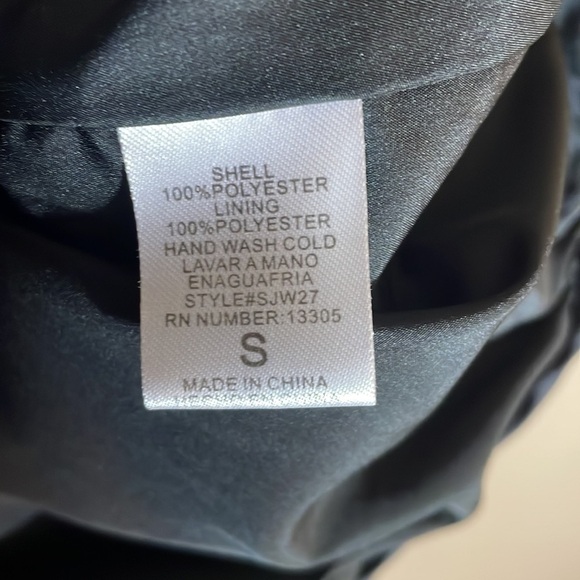 SHELL
100%POLYESTER
LINING
100%POLYESTER
HAND WASH COLD
LAVAR A MANO
ENAGUAFRIA
STYLE#SJW27
RN NUMBER:13305
S
MADE IN CHINA